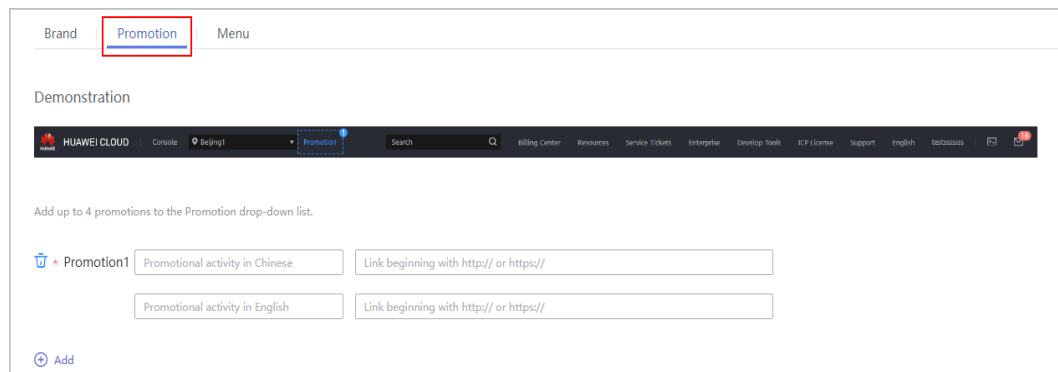 Brand Promotion Menu
Demonstration
HUAWEI HUAWEI CLOUD Console Beijing1 Promotion 1 Search Billing Center Resources Service Tickets Enterprise Develop Tools ICP License Support English testsssssss 18
Add up to 4 promotions to the Promotion drop-down list.
* Promotion1 Promotional activity in Chinese Link beginning with http:// or https://
Promotional activity in English Link beginning with http:// or https://
Add